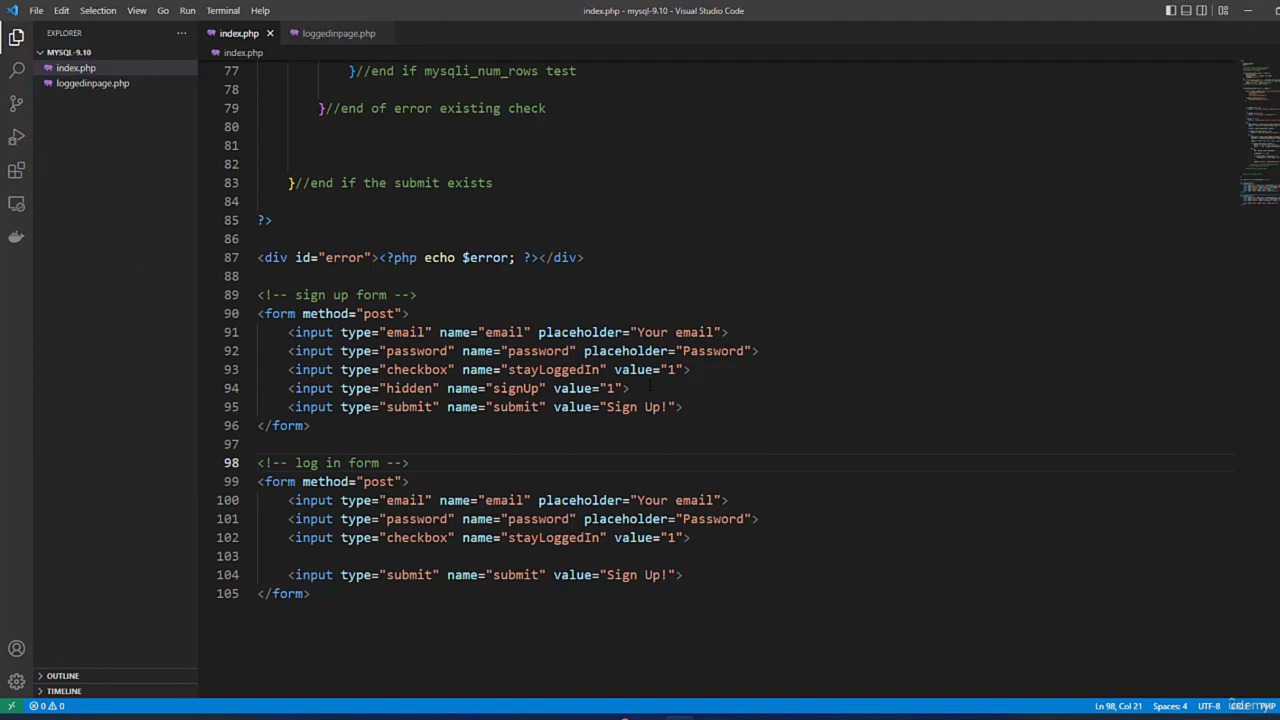 File Edit Selection View Go Run Terminal Help
index.php - mysql-9.10 - Visual Studio Code
EXPLORER
MYSQL-9.10
index.php
loggedinpage.php
OUTLINE
TIMELINE
index.php
loggedinpage.php
index.php
77 }//end if mysqli_num_rows test
78
79 }//end of error existing check
80
81
82
83 }//end if the submit exists
84
85 ?>
86
87 <div id="error"><?php echo $error; ?></div>
88
89 <!-- sign up form -->
90 <form method="post">
91 <input type="email" name="email" placeholder="Your email">
92 <input type="password" name="password" placeholder="Password">
93 <input type="checkbox" name="stayLoggedIn" value="1">
94 <input type="hidden" name="signUp" value="1">
95 <input type="submit" name="submit" value="Sign Up!">
96 </form>
97
98 <!-- log in form -->
99 <form method="post">
100 <input type="email" name="email" placeholder="Your email">
101 <input type="password" name="password" placeholder="Password">
102 <input type="checkbox" name="stayLoggedIn" value="1">
103
104 <input type="submit" name="submit" value="Sign Up!">
105 </form>
0 0
Ln 98, Col 21 Spaces: 4 UTF-8 PHP
udemy